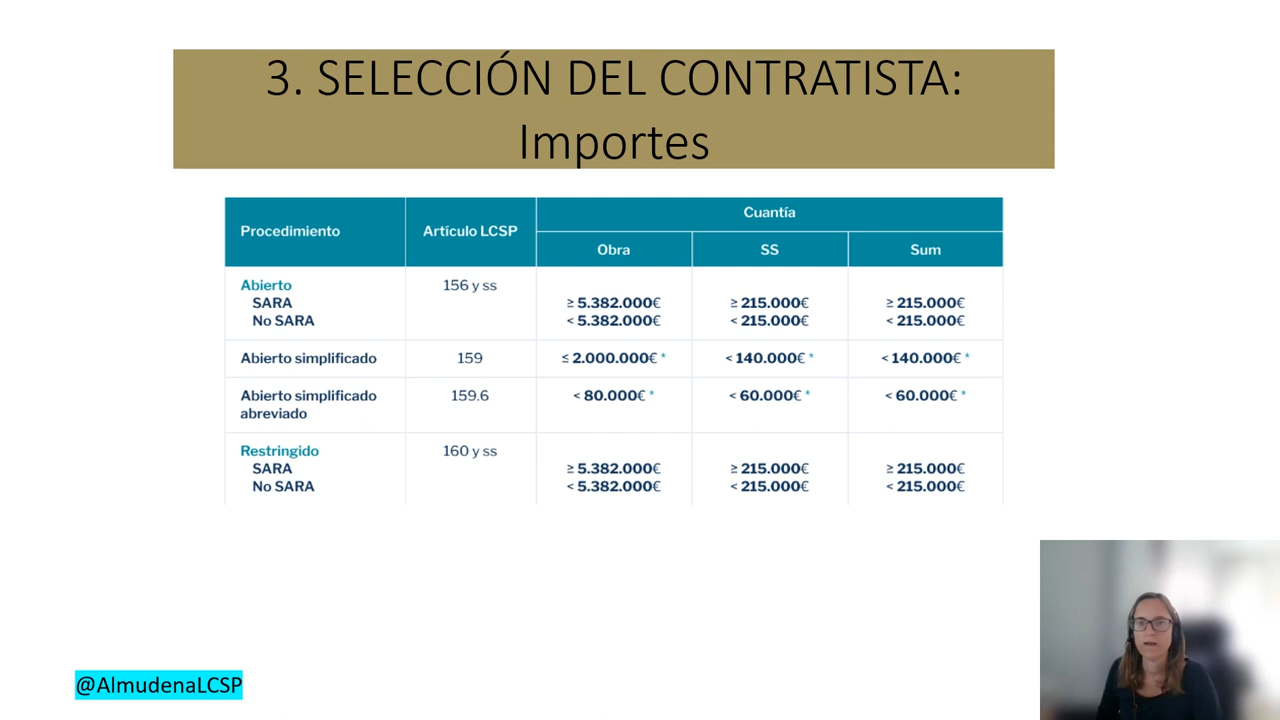 3. SELECCIÓN DEL CONTRATISTA:
Importes
Procedimiento Artículo LCSP Cuantía
Obra SS Sum
Abierto 156 y ss
SARA ≥ 5.382.000€ ≥ 215.000€ ≥ 215.000€
No SARA < 5.382.000€ < 215.000€ < 215.000€
Abierto simplificado 159 ≤ 2.000.000€ * < 140.000€ * < 140.000€ *
Abierto simplificado 159.6 < 80.000€ * < 60.000€ * < 60.000€ *
abreviado
Restringido 160 y ss
SARA ≥ 5.382.000€ ≥ 215.000€ ≥ 215.000€
No SARA < 5.382.000€ < 215.000€ < 215.000€
@AlmudenaLCSP